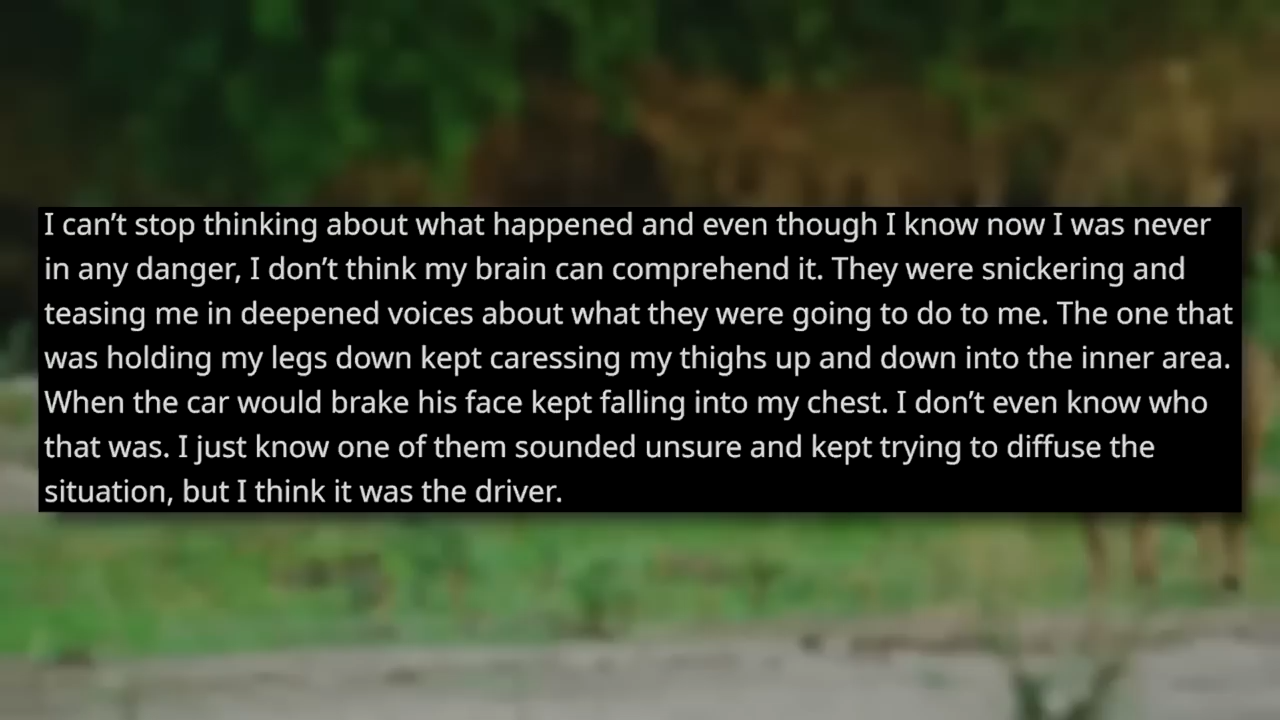 I can’t stop thinking about what happened and even though I know now I was never
in any danger, I don’t think my brain can comprehend it. They were snickering and
teasing me in deepened voices about what they were going to do to me. The one that
was holding my legs down kept caressing my thighs up and down into the inner area.
When the car would brake his face kept falling into my chest. I don’t even know who
that was. I just know one of them sounded unsure and kept trying to diffuse the
situation, but I think it was the driver.